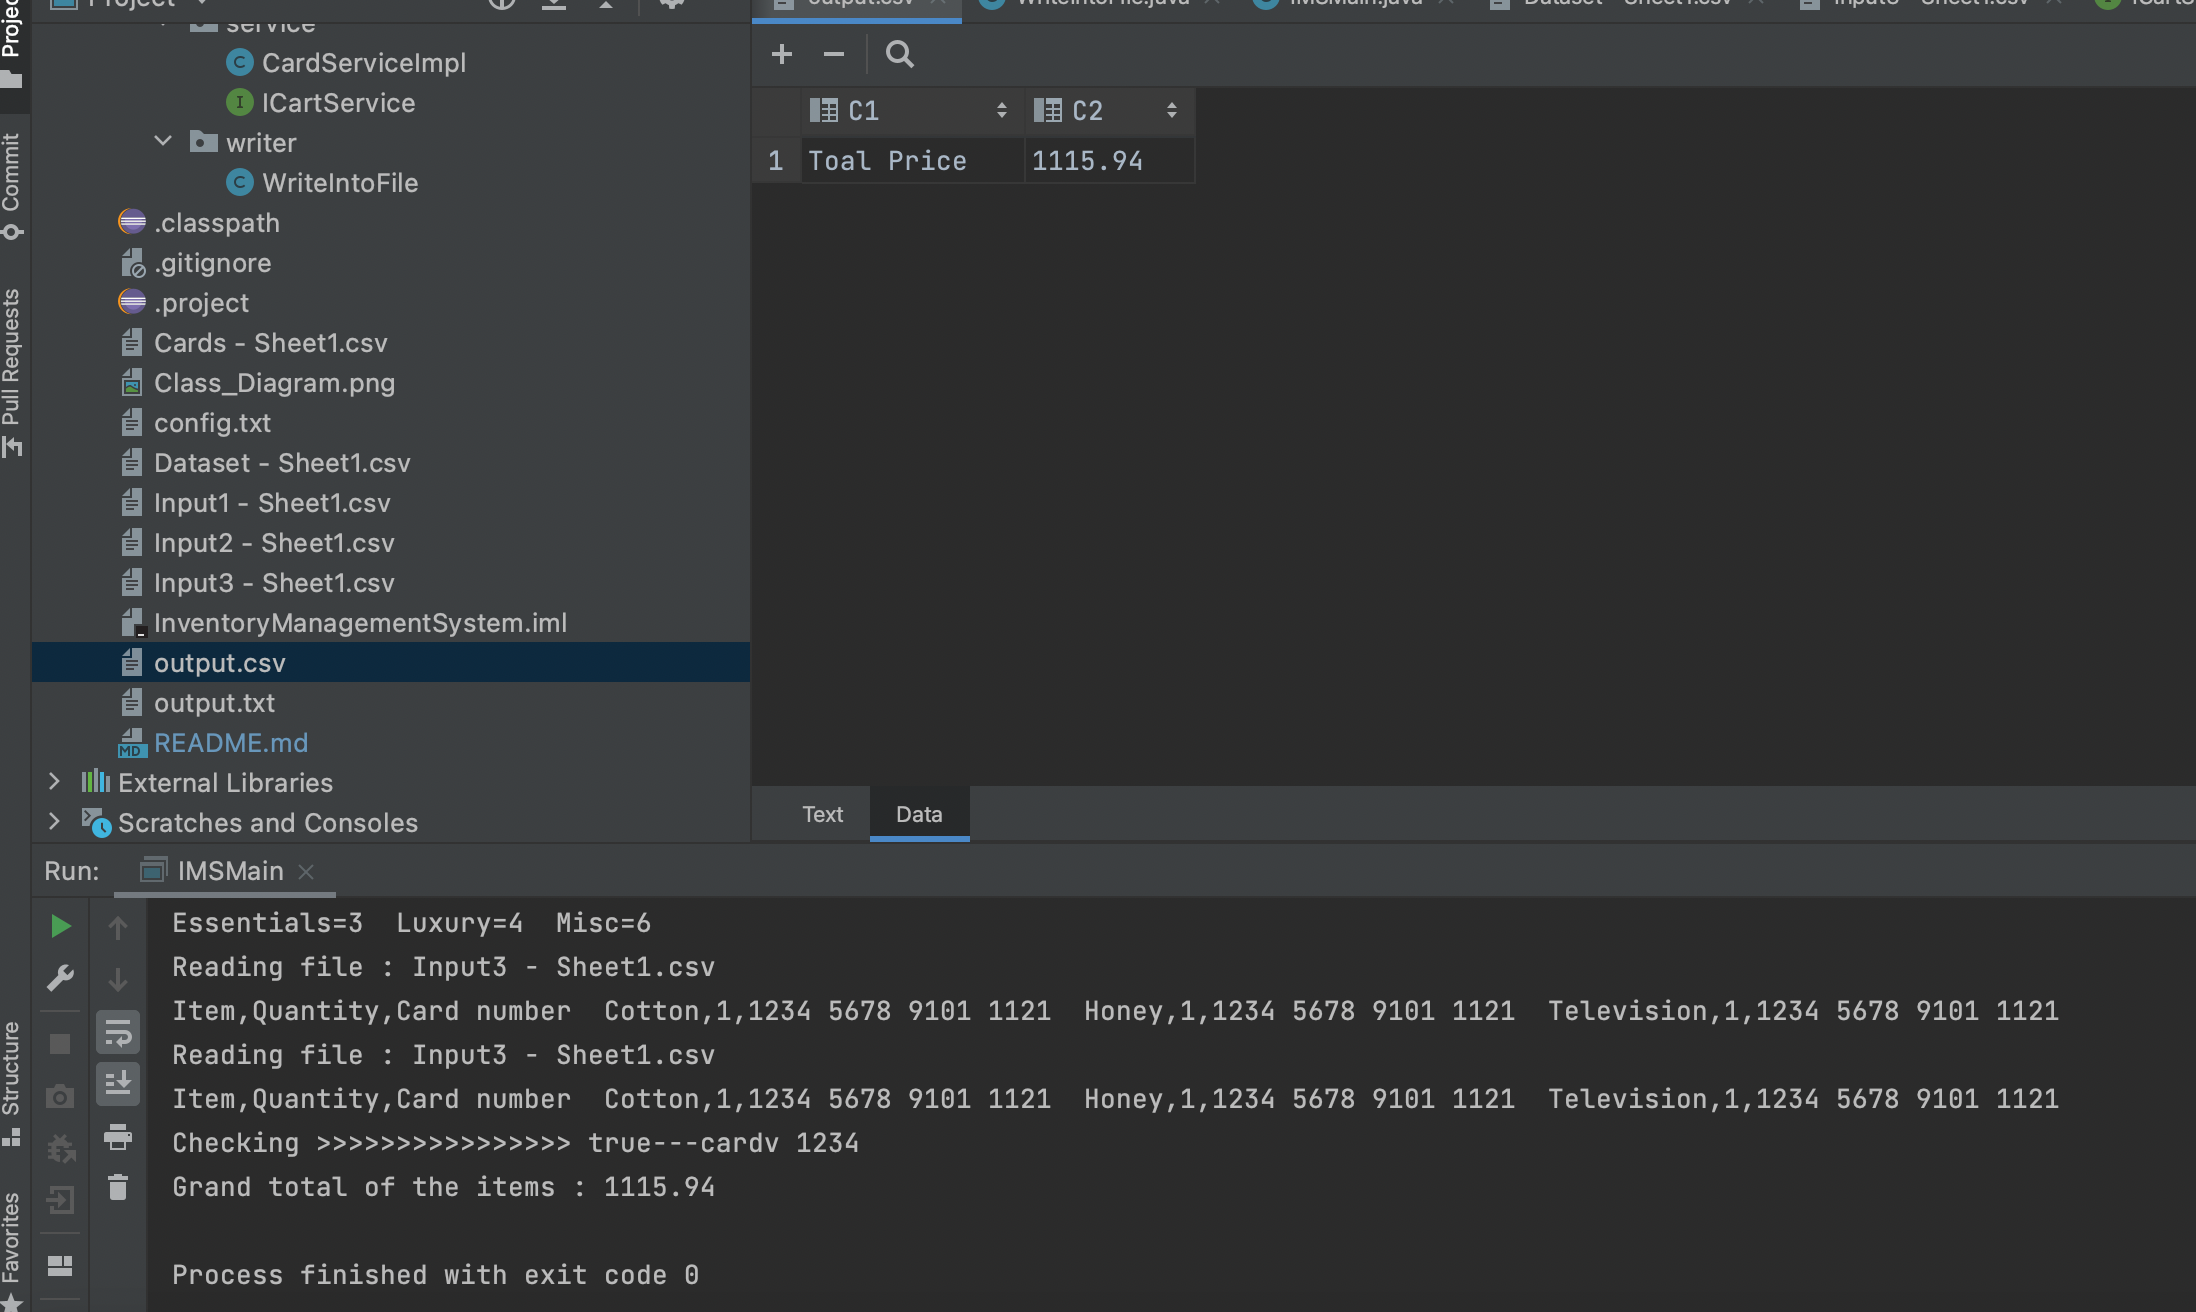 Project
output.csv
WriteIntoFile.java
IMSMain.java
Dataset - Sheet1.csv
Input3 - Sheet1.csv
Project
Commit
Pull Requests
Structure
Favorites
service
CardServiceImpl
ICartService
writer
WriteIntoFile
.classpath
.gitignore
.project
Cards - Sheet1.csv
Class_Diagram.png
config.txt
Dataset - Sheet1.csv
Input1 - Sheet1.csv
Input2 - Sheet1.csv
Input3 - Sheet1.csv
InventoryManagementSystem.iml
output.csv
output.txt
README.md
External Libraries
Scratches and Consoles
C1 C2
1 Toal Price 1115.94
Text Data
Run: IMSMain
Essentials=3  Luxury=4  Misc=6
Reading file : Input3 - Sheet1.csv
Item,Quantity,Card number  Cotton,1,1234 5678 9101 1121  Honey,1,1234 5678 9101 1121  Television,1,1234 5678 9101 1121
Reading file : Input3 - Sheet1.csv
Item,Quantity,Card number  Cotton,1,1234 5678 9101 1121  Honey,1,1234 5678 9101 1121  Television,1,1234 5678 9101 1121
Checking >>>>>>>>>>>>>>>> true---cardv 1234
Grand total of the items : 1115.94
Process finished with exit code 0